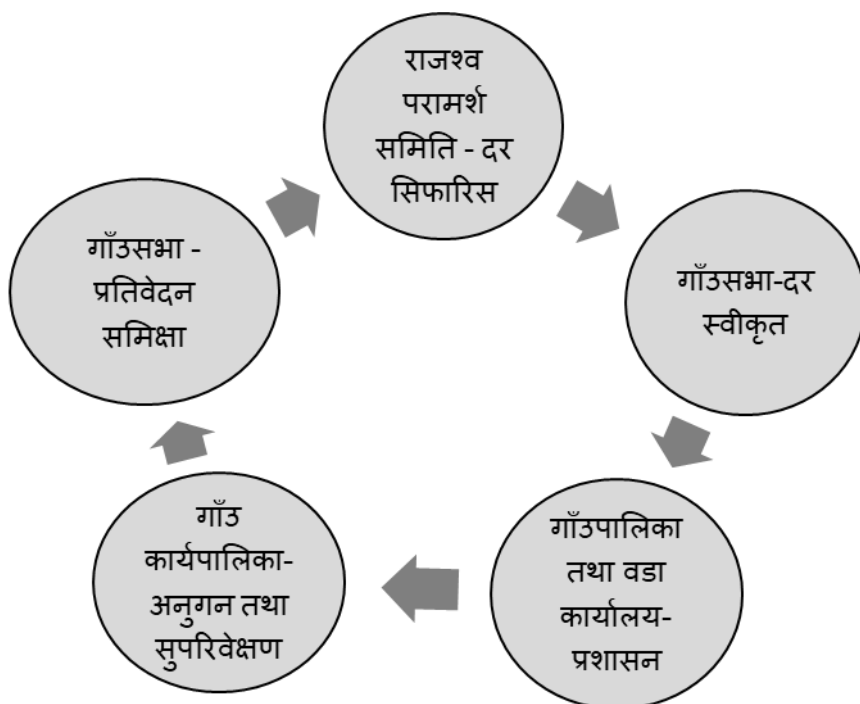 राजश्व
परामर्श
समिति - दर
सिफारिस
गाँउसभा-दर
स्वीकृत
गाँउपालिका
तथा वडा
कार्यालय-
प्रशासन
गाँउ
कार्यपालिका-
अनुगन तथा
सुपरिवेक्षण
गाँउसभा -
प्रतिवेदन
समिक्षा